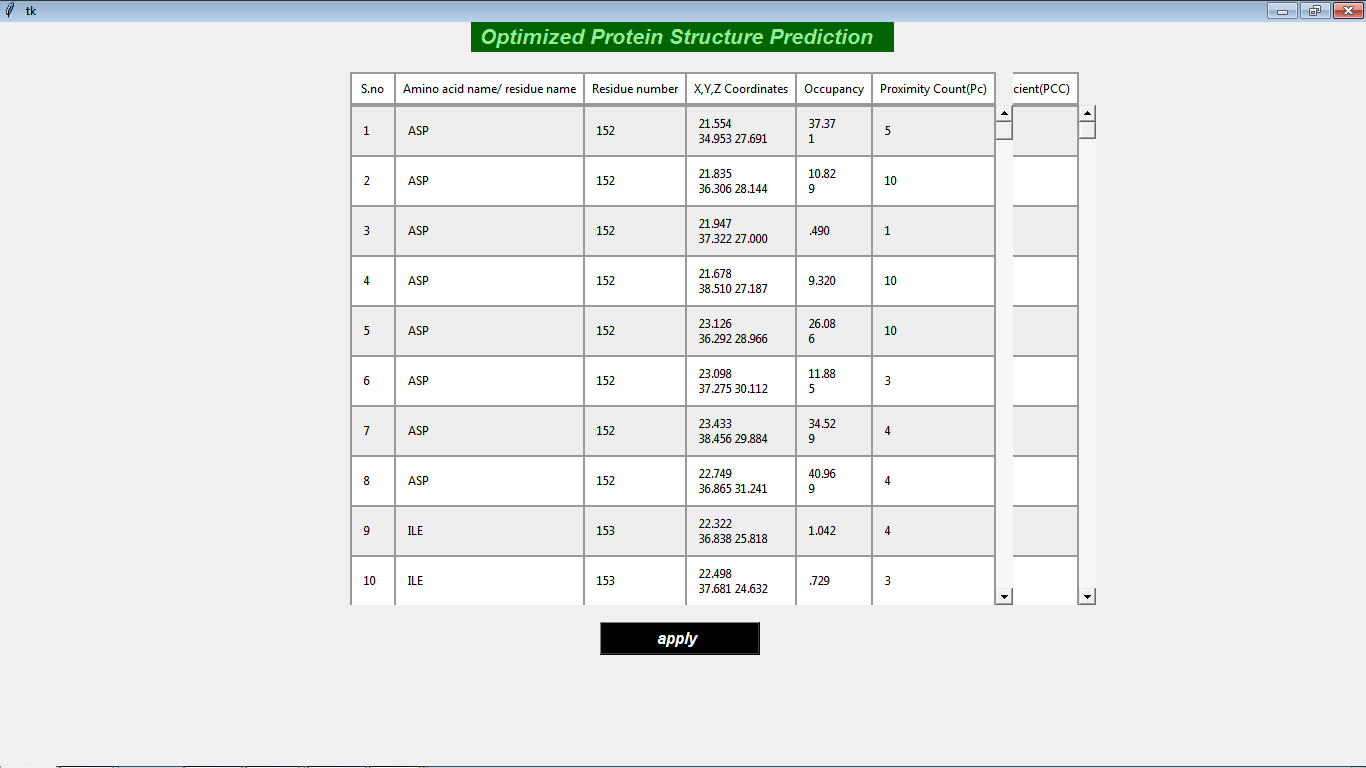 tk
Optimized Protein Structure Prediction
S.no Amino acid name/ residue name Residue number X,Y,Z Coordinates Occupancy Proximity Count(Pc) cient(PCC)
1 ASP 152 21.554 37.37 5
34.953 27.691 1
2 ASP 152 21.835 10.82 10
36.306 28.144 9
3 ASP 152 21.947 .490 1
37.322 27.000
4 ASP 152 21.678 9.320 10
38.510 27.187
5 ASP 152 23.126 26.08 10
36.292 28.966 6
6 ASP 152 23.098 11.88 3
37.275 30.112 5
7 ASP 152 23.433 34.52 4
38.456 29.884 9
8 ASP 152 22.749 40.96 4
36.865 31.241 9
9 ILE 153 22.322 1.042 4
36.838 25.818
10 ILE 153 22.498 .729 3
37.681 24.632
apply